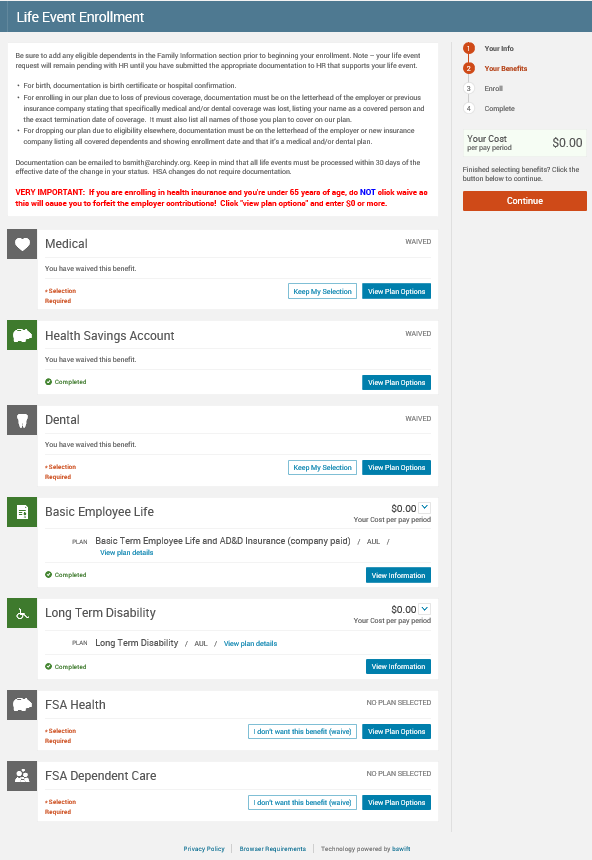 Life Event Enrollment
Be sure to add any eligible dependents in the Family Information section prior to beginning your enrollment. Note – your life event
request will remain pending with HR until you have submitted the appropriate documentation to HR that supports your life event.
• For birth, documentation is birth certificate or hospital confirmation.
• For enrolling in our plan due to loss of previous coverage, documentation must be on the letterhead of the employer or previous
insurance company stating that specifically medical and/or dental coverage was lost, listing your name as a covered person and
the exact termination date of coverage. It must also list all names of those you plan to cover on our plan.
• For dropping our plan due to eligibility elsewhere, documentation must be on the letterhead of the employer or new insurance
company listing all covered dependents and showing enrollment date and that it's a medical and/or dental plan.
Documentation can be emailed to bsmith@archindy.org. Keep in mind that all life events must be processed within 30 days of the
effective date of the change in your status. HSA changes do not require documentation.
VERY IMPORTANT: If you are enrolling in health insurance and you're under 65 years of age, do NOT click waive as
this will cause you to forfeit the employer contributions! Click "view plan options" and enter $0 or more.
Medical WAIVED
You have waived this benefit.
• Selection
Required
Keep My Selection View Plan Options
Health Savings Account WAIVED
You have waived this benefit.
Completed View Plan Options
Dental WAIVED
You have waived this benefit.
• Selection
Required
Keep My Selection View Plan Options
Basic Employee Life $0.00
Your Cost per pay period
PLAN Basic Term Employee Life and AD&D Insurance (company paid) / AUL /
View plan details
Completed View Information
Long Term Disability $0.00
Your Cost per pay period
PLAN Long Term Disability / AUL / View plan details
Completed View Information
FSA Health NO PLAN SELECTED
• Selection
Required
I don't want this benefit (waive) View Plan Options
FSA Dependent Care NO PLAN SELECTED
• Selection
Required
I don't want this benefit (waive) View Plan Options
1 Your Info
2 Your Benefits
3 Enroll
4 Complete
Your Cost
per pay period
$0.00
Finished selecting benefits? Click the
button below to continue.
Continue
Privacy Policy | Browser Requirements | Technology powered by bswift